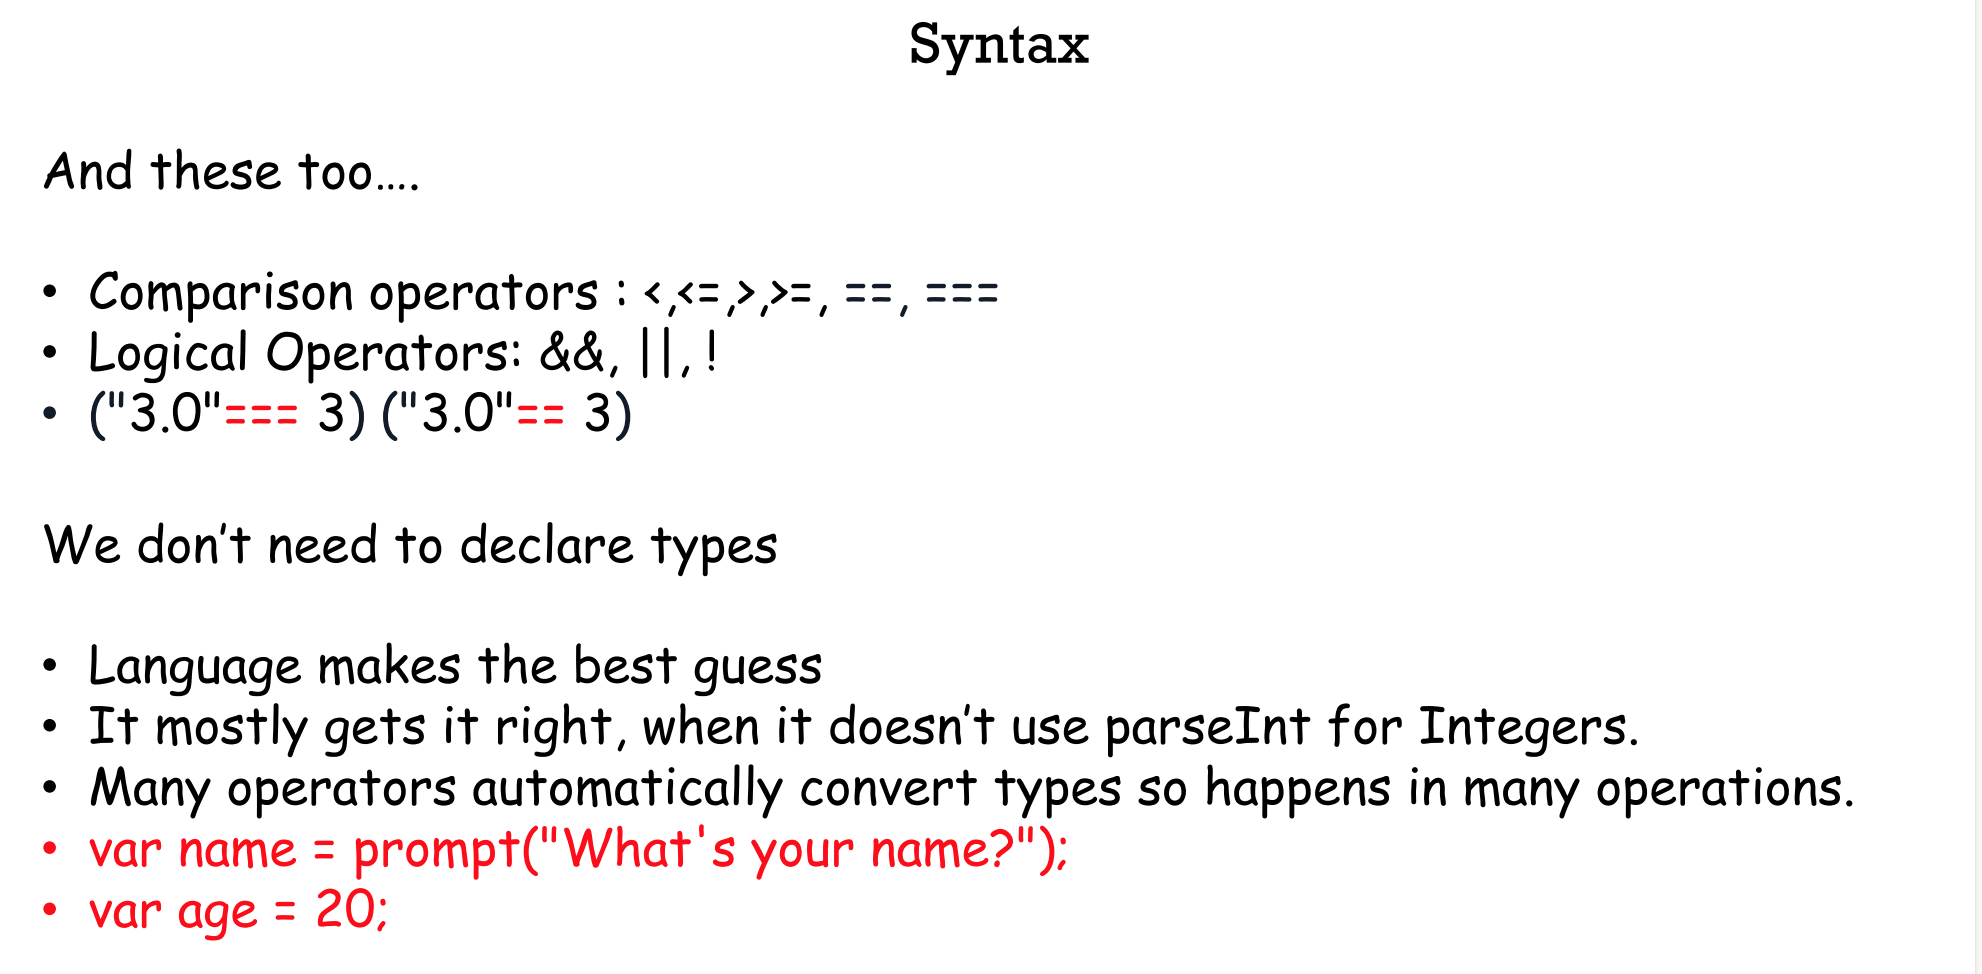 Syntax
And these too....
• Comparison operators : <,<=,>,>=, ==, ===
• Logical Operators: &&, ||, !
• ("3.0"=== 3) ("3.0"== 3)
We don’t need to declare types
• Language makes the best guess
• It mostly gets it right, when it doesn’t use parseInt for Integers.
• Many operators automatically convert types so happens in many operations.
• var name = prompt("What's your name?");
• var age = 20;